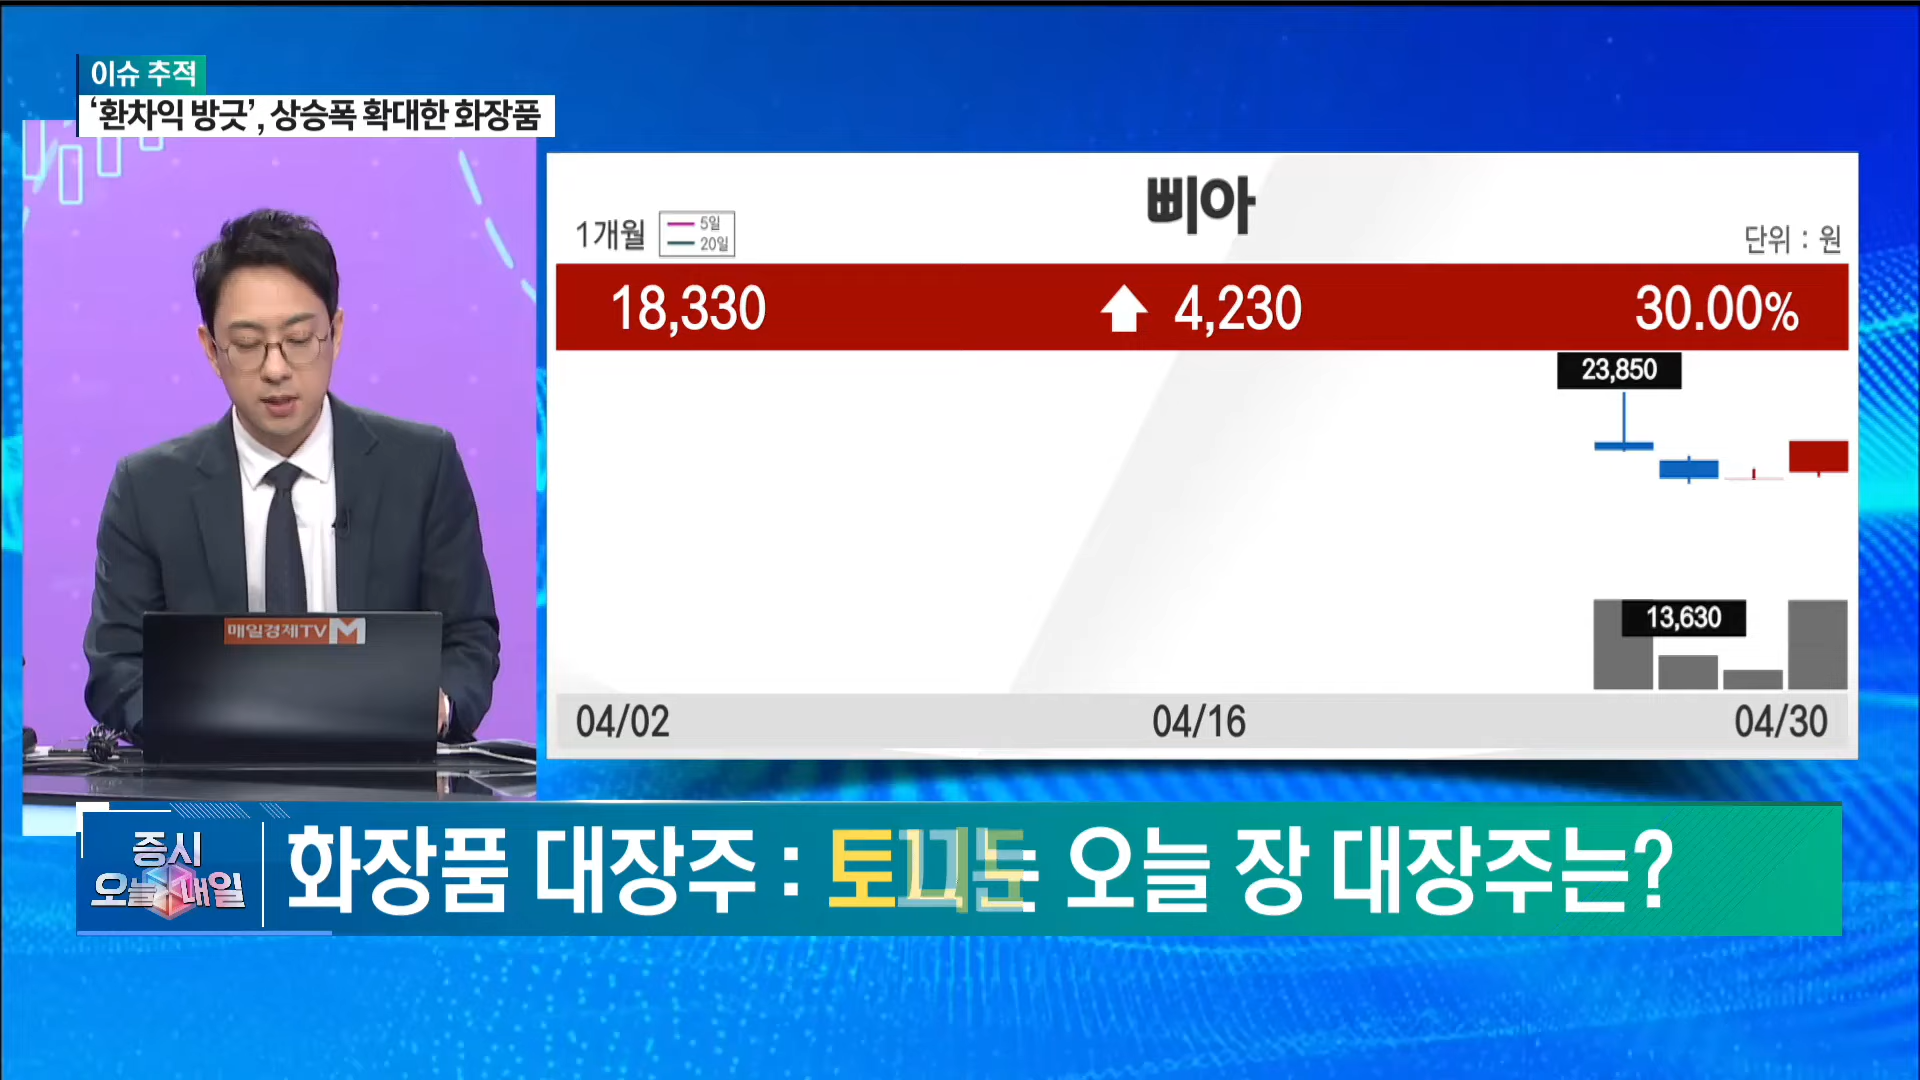 이슈 추적
‘환차익 방긋’, 상승폭 확대한 화장품
삐아
1개월
5일
20일
단위 : 원
18,330 4,230 30.00%
23,850
13,630
04/02 04/16 04/30
매일경제TV M
증시
오늘 매일
화장품 대장주 : 오늘 장 대장주는?